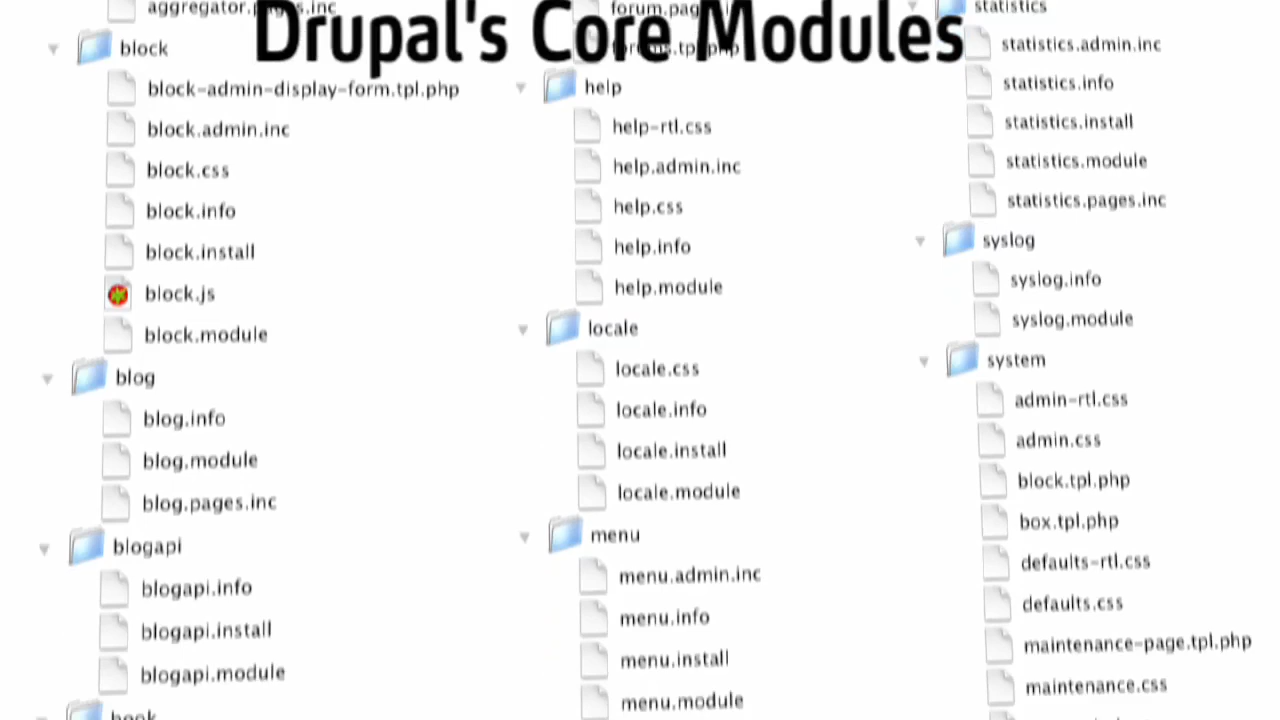 Drupal's Core Modules
block
block-admin-display-form.tpl.php
block.admin.inc
block.css
block.info
block.install
block.js
block.module
blog
blog.info
blog.module
blog.pages.inc
blogapi
blogapi.info
blogapi.install
blogapi.module
help
help-rtl.css
help.admin.inc
help.css
help.info
help.module
locale
locale.css
locale.info
locale.install
locale.module
menu
menu.admin.inc
menu.info
menu.install
menu.module
statistics
statistics.admin.inc
statistics.info
statistics.install
statistics.module
statistics.pages.inc
syslog
syslog.info
syslog.module
system
admin-rtl.css
admin.css
block.tpl.php
box.tpl.php
defaults-rtl.css
defaults.css
maintenance-page.tpl.php
maintenance.css